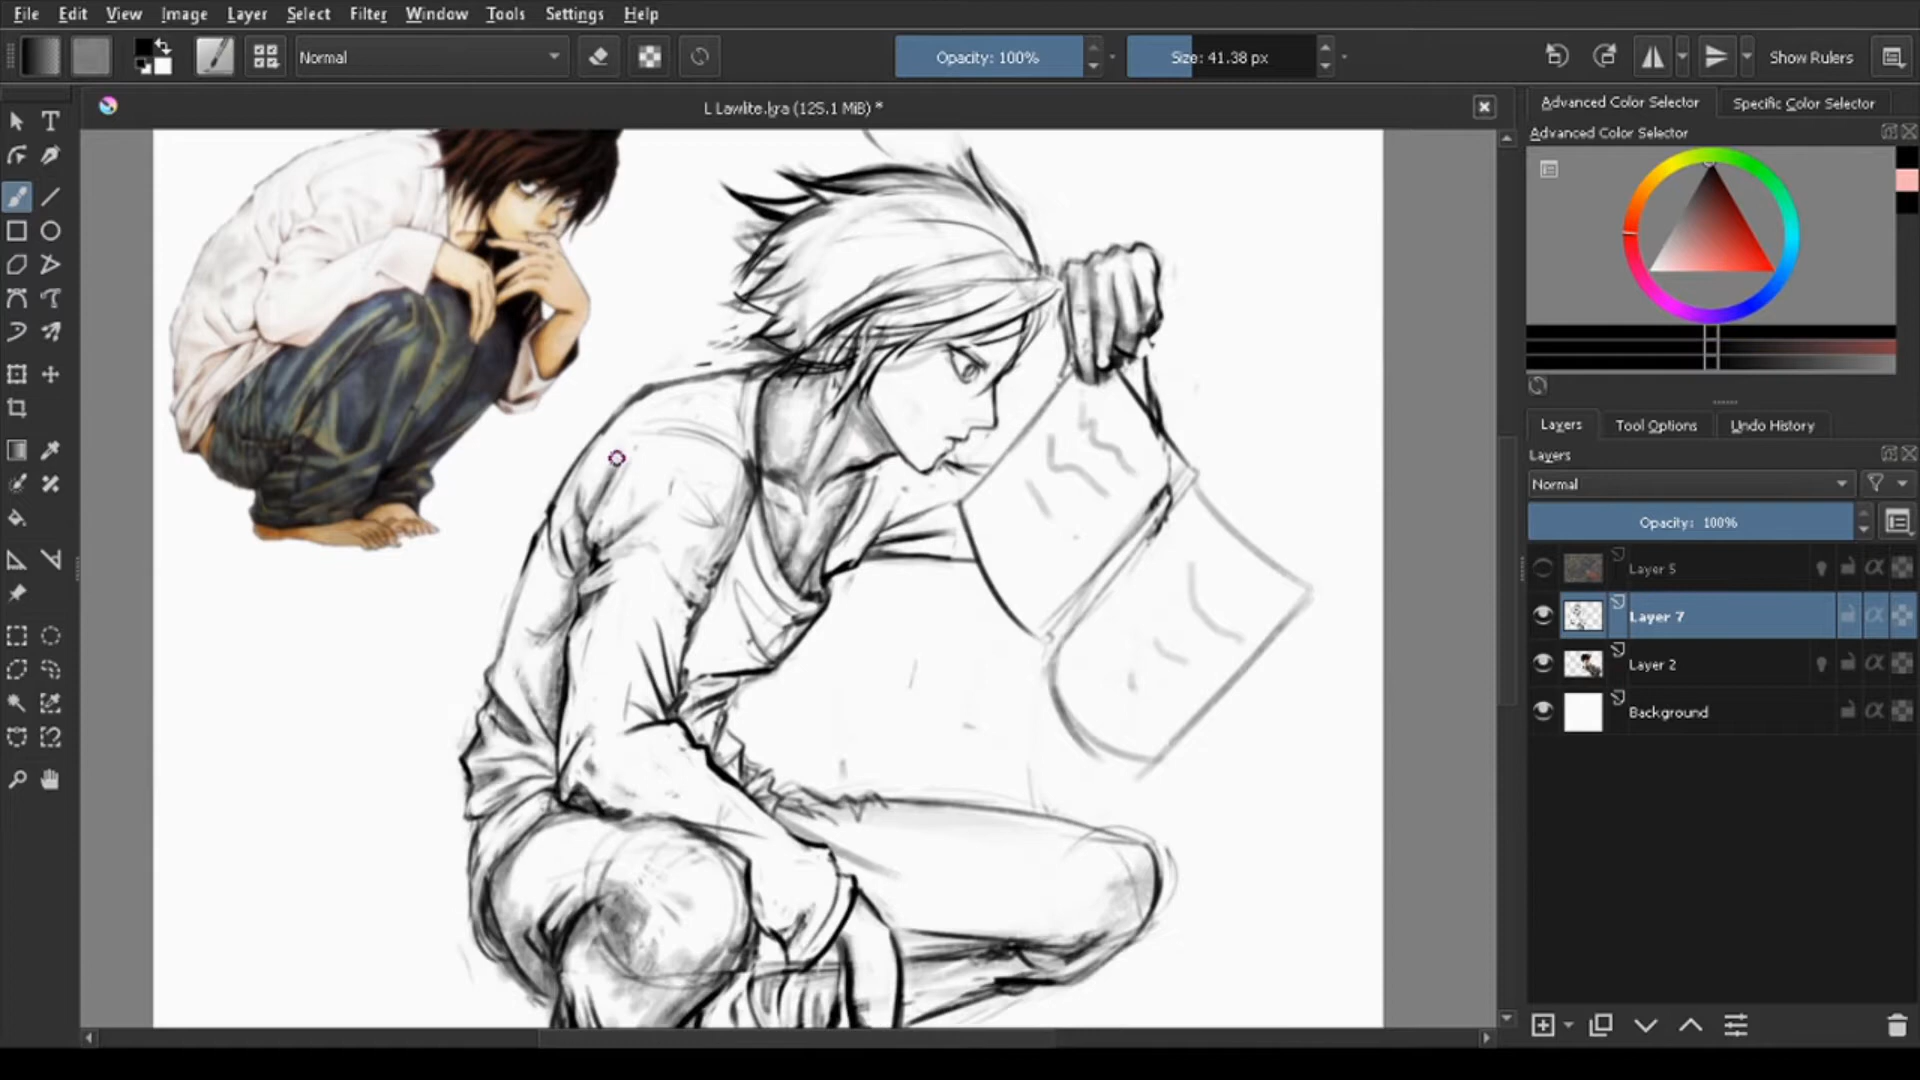 File Edit View Image Layer Select Filter Window Tools Settings Help
Normal
Opacity: 100%
Size: 41.38 px
Show Rulers
L Lawlite.kra (125.1 MiB) *
Advanced Color Selector
Specific Color Selector
Advanced Color Selector
Layers
Tool Options
Undo History
Layers
Normal
Opacity: 100%
Layer 5
Layer 7
Layer 2
Background